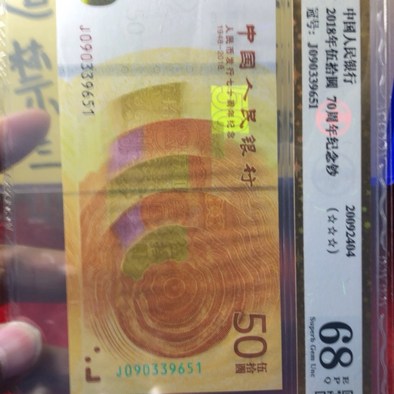 中国人民银行
2018年伍拾圆 70周年纪念钞
冠号: J090339651
20092404
(☆☆☆)
68
E
P
Q
Superb Gem Unc
中国人民银行
人民币发行七十周年纪念
1948-2018
J090339651
50
伍拾圆
J090339651